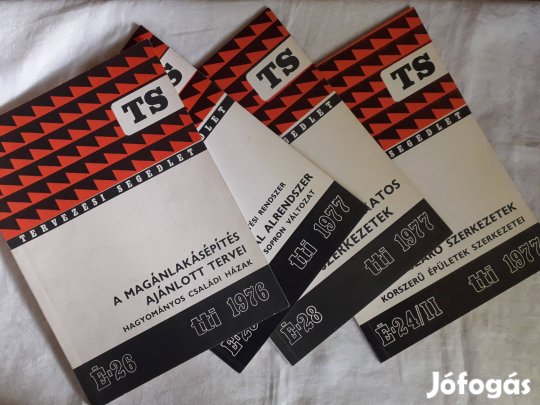 TS
TERVEZÉSI SEGÉDLET
A MAGÁNLAKÁSÉPÍTÉS
AJÁNLOTT TERVEI
HAGYOMÁNYOS CSALÁDI HÁZAK
É-26
tti 1976
TS
RENDSZER
ALRENDSZER
SOPRON VÁLTOZAT
tti 1977
TS
SZERKEZETEK
É-28
tti 1977
TS
SEGÉDLET
SZERKEZETEK
KORSZERŰ ÉPÜLETEK SZERKEZETEI
É-24/II
tti 1977
Jófogás